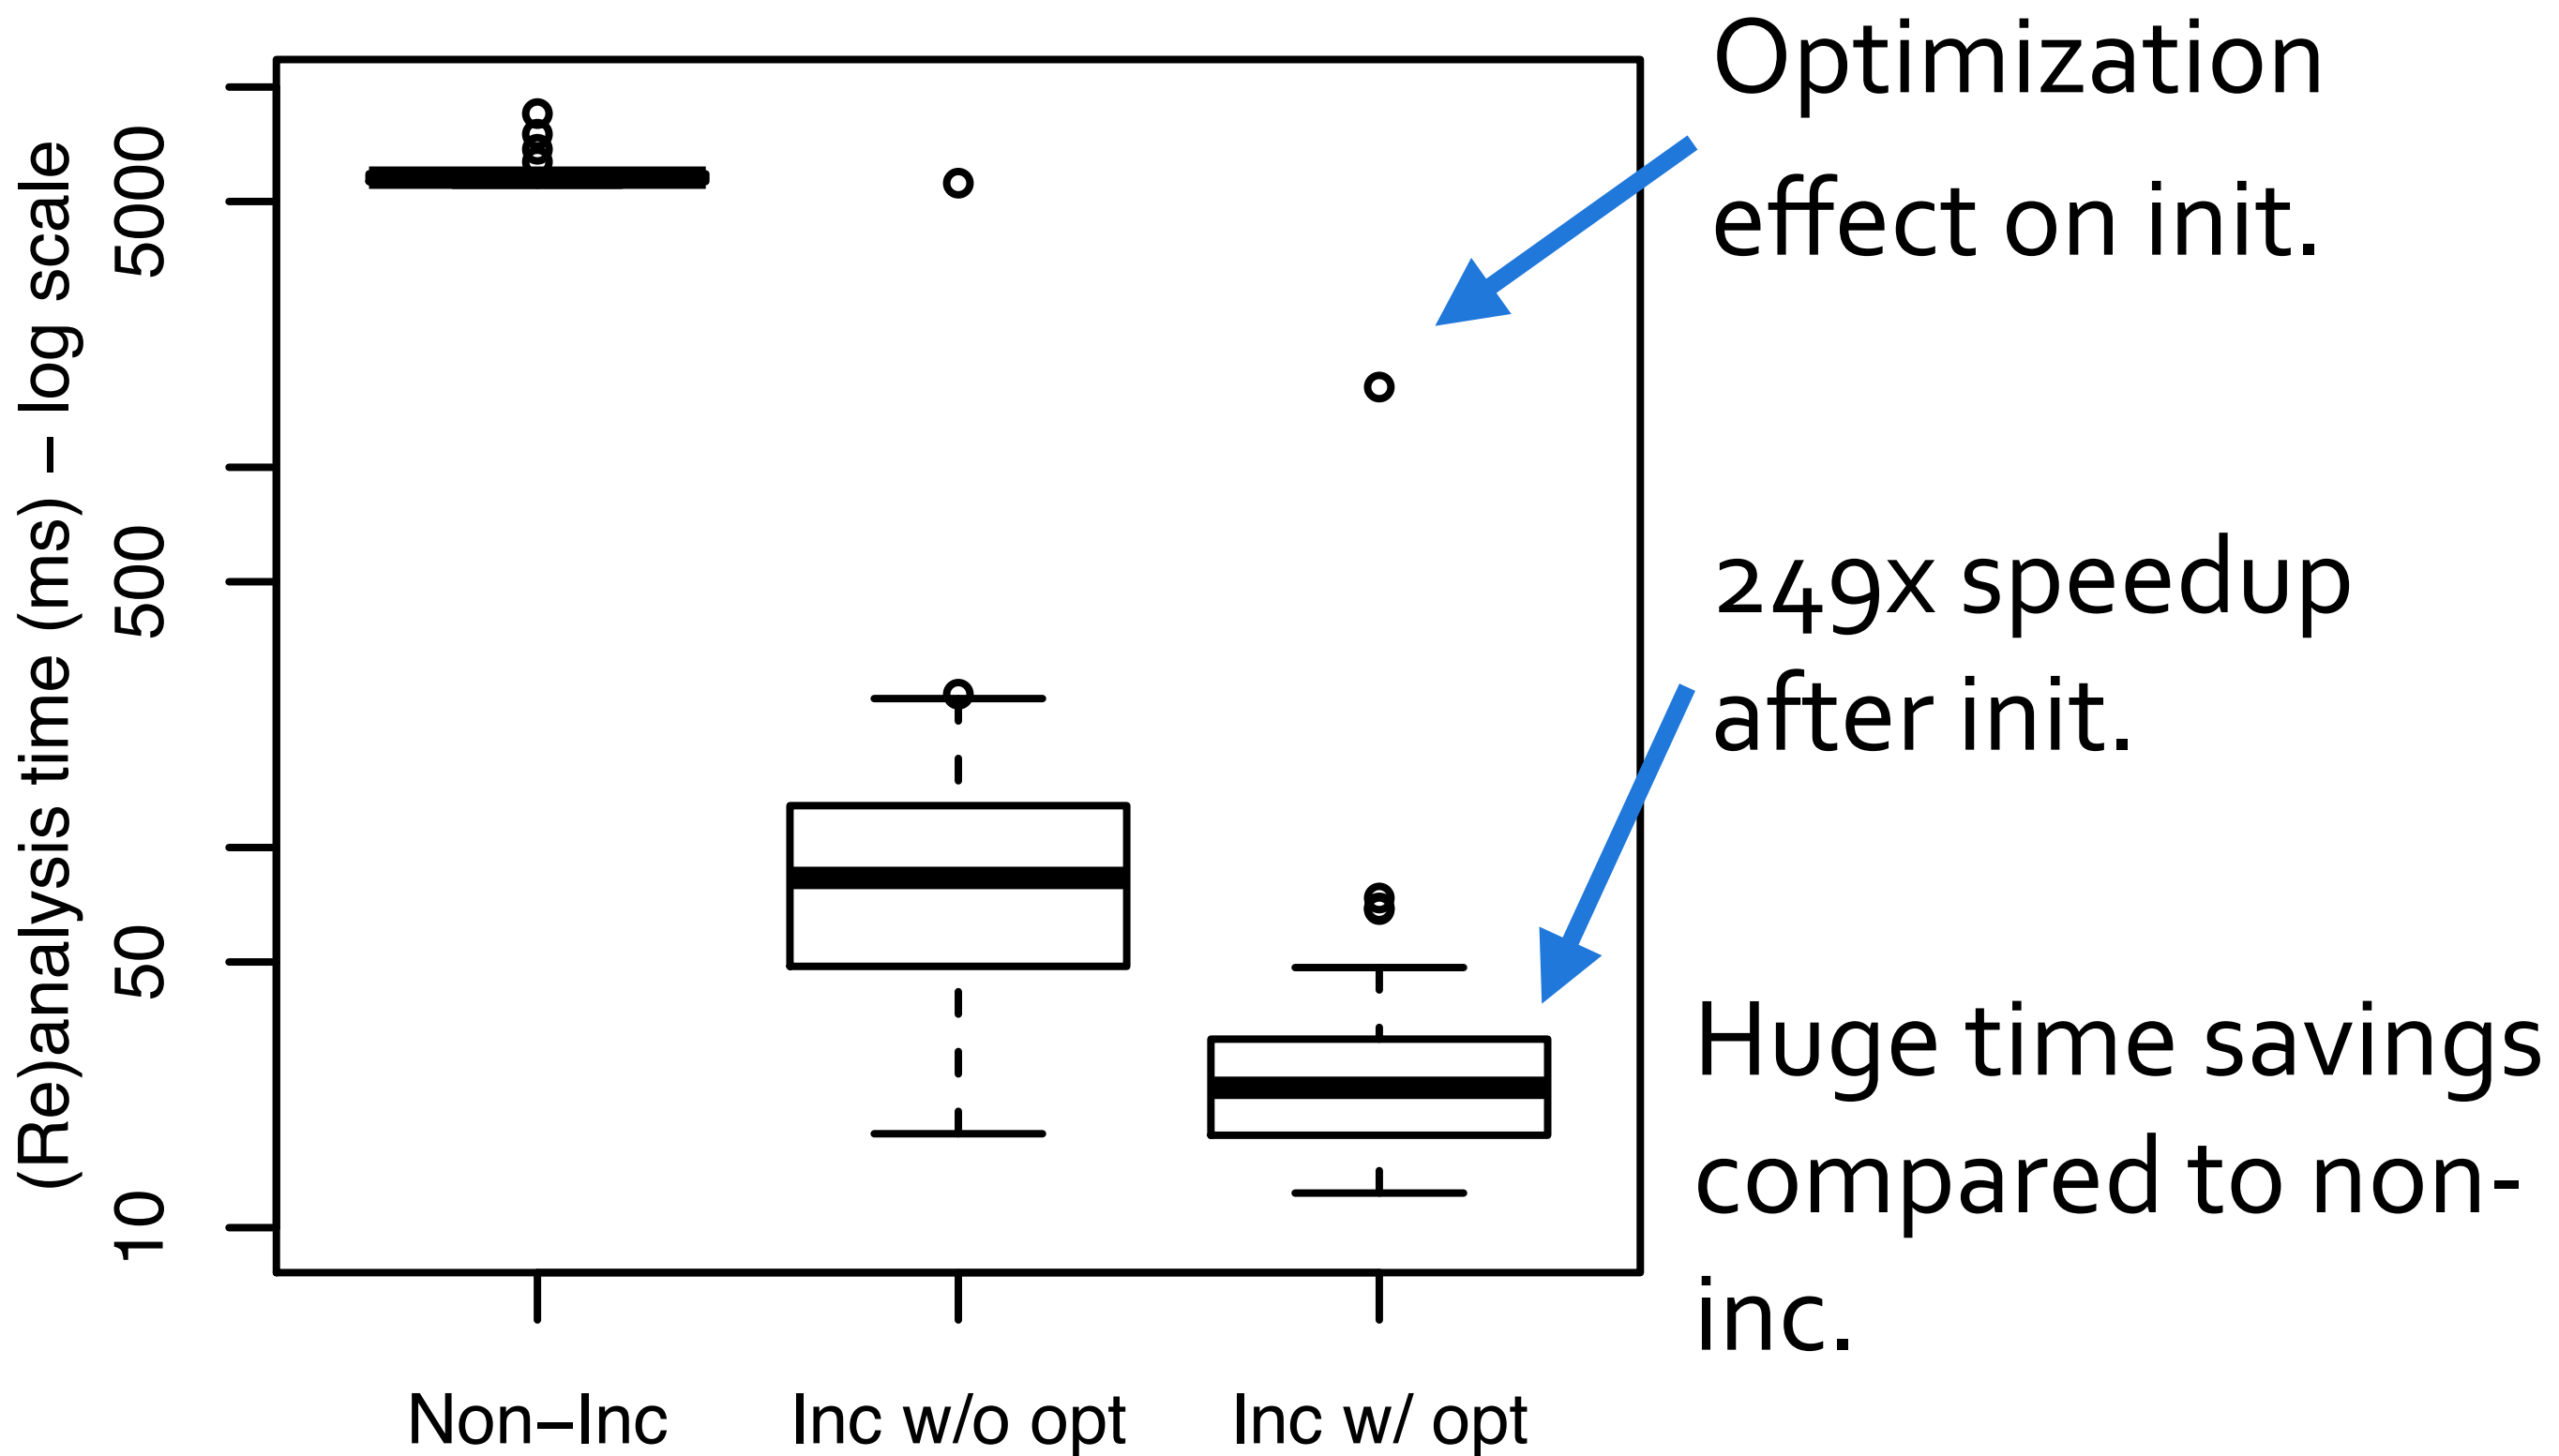 (Re)analysis time (ms) – log scale
5000
500
50
10
Non–Inc
Inc w/o opt
Inc w/ opt
Optimization
effect on init.
249x speedup
after init.
Huge time savings
compared to non-
inc.